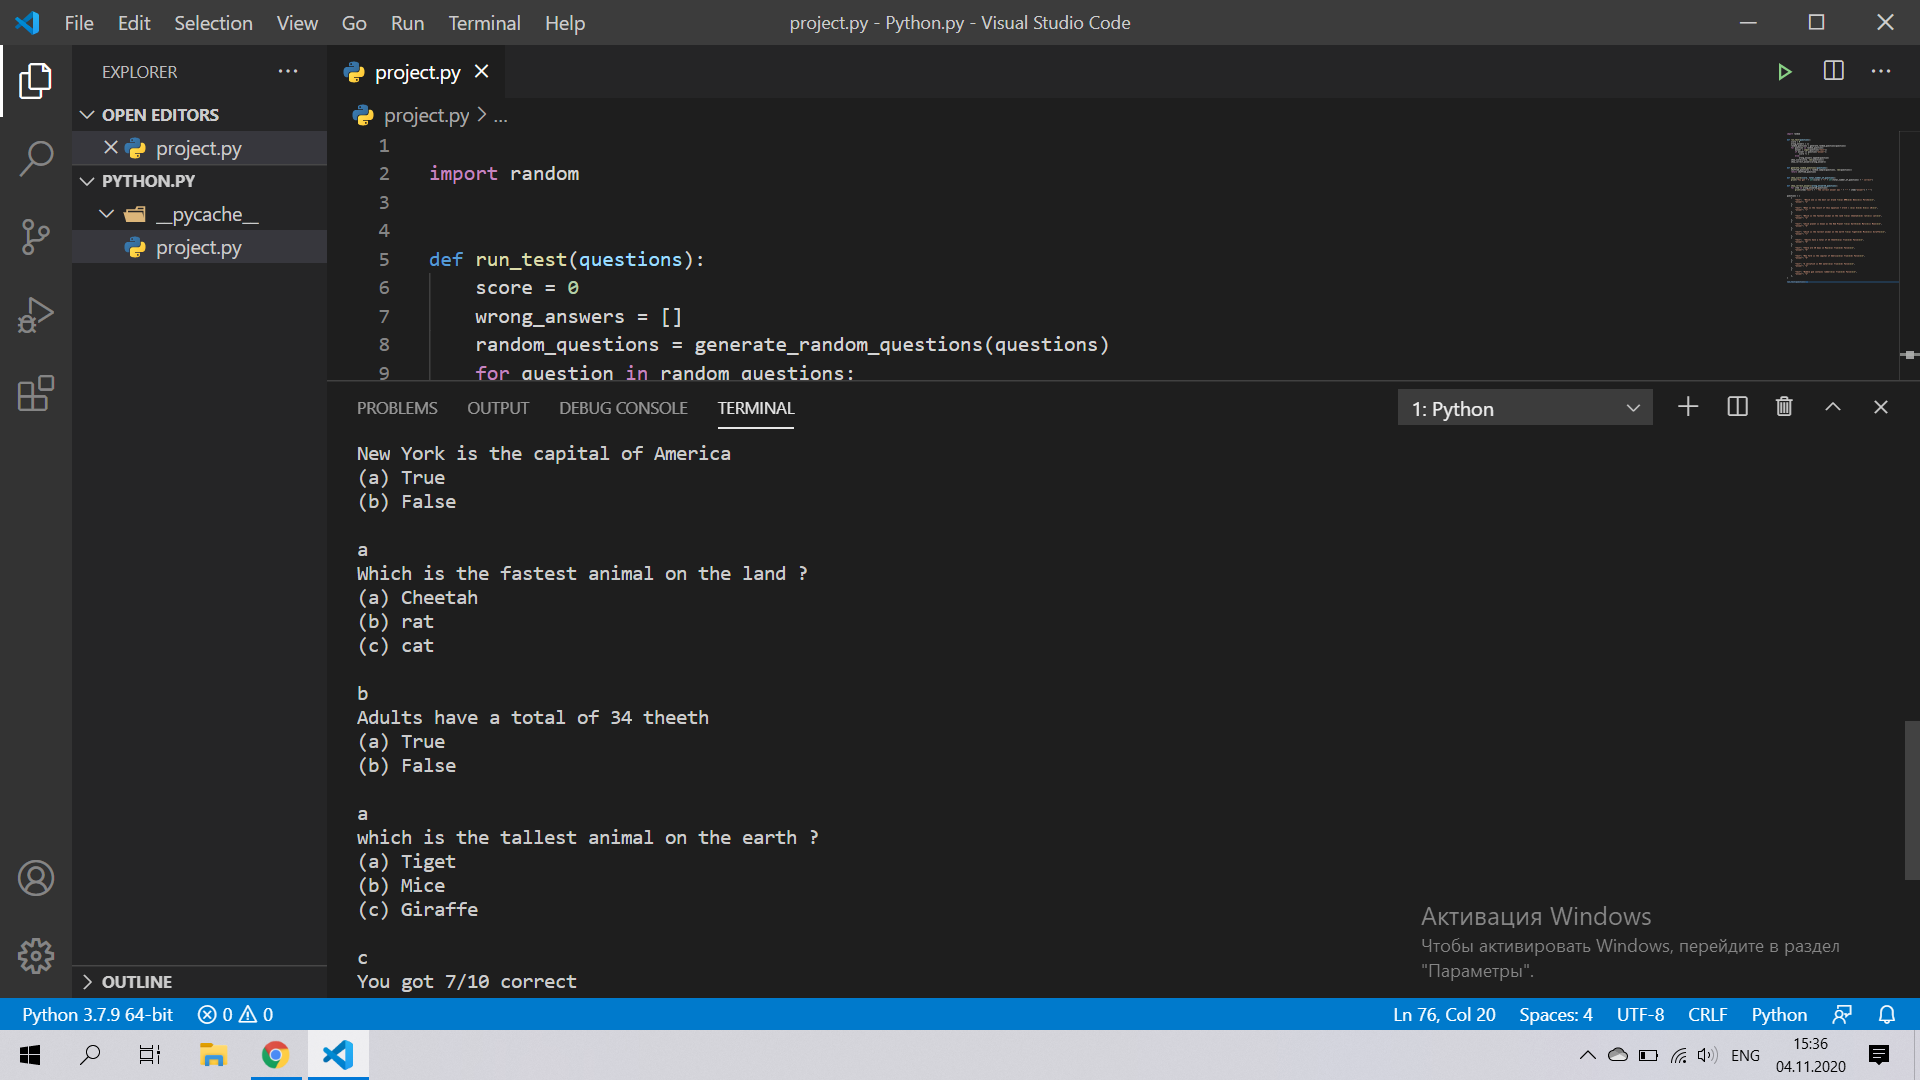 File Edit Selection View Go Run Terminal Help project.py - Python.py - Visual Studio Code
EXPLORER
OPEN EDITORS
project.py
PYTHON.PY
__pycache__
project.py
OUTLINE
project.py
project.py > ...
1
2 import random
3
4
5 def run_test(questions):
6 score = 0
7 wrong_answers = []
8 random_questions = generate_random_questions(questions)
9 for question in random_questions:
PROBLEMS OUTPUT DEBUG CONSOLE TERMINAL 1: Python
New York is the capital of America
(a) True
(b) False
a
Which is the fastest animal on the land ?
(a) Cheetah
(b) rat
(c) cat
b
Adults have a total of 34 theeth
(a) True
(b) False
a
which is the tallest animal on the earth ?
(a) Tiget
(b) Mice
(c) Giraffe
c
You got 7/10 correct
Активация Windows
Чтобы активировать Windows, перейдите в раздел
"Параметры".
Python 3.7.9 64-bit 0 0 Ln 76, Col 20 Spaces: 4 UTF-8 CRLF Python
ENG
15:36
04.11.2020